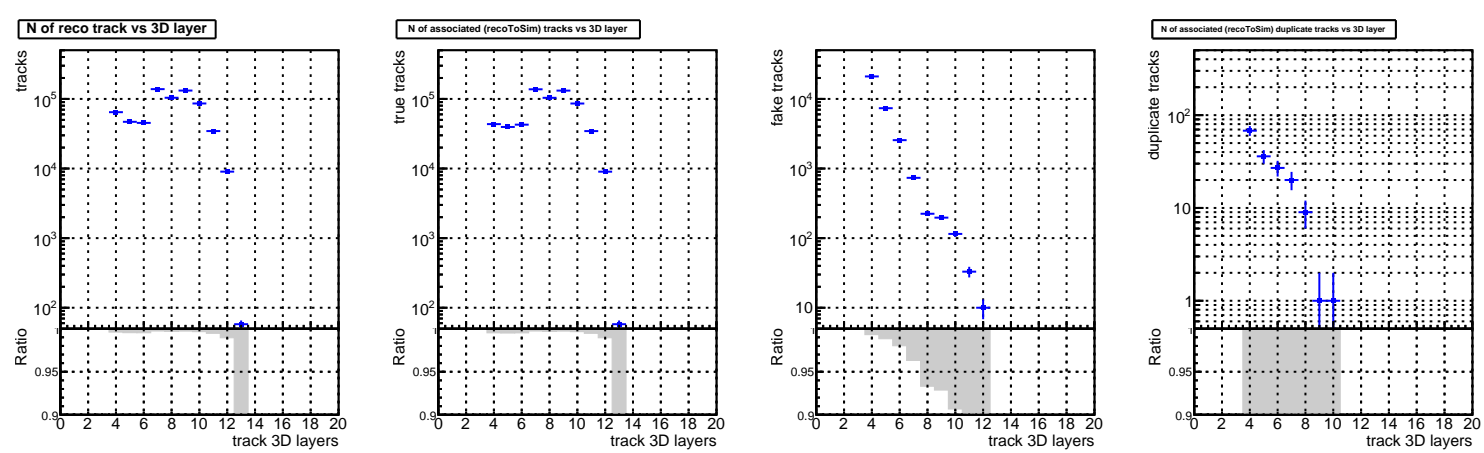 N of reco track vs 3D layer
tracks
10^5
10^4
10^3
10^2
Ratio
1
0.95
0.9
0 2 4 6 8 10 12 14 16 18 20
track 3D layers
N of associated (recoToSim) tracks vs 3D layer
true tracks
10^5
10^4
10^3
10^2
Ratio
1
0.95
0.9
0 2 4 6 8 10 12 14 16 18 20
track 3D layers
fake tracks
10^4
10^3
10^2
10
Ratio
1
0.95
0.9
0 2 4 6 8 10 12 14 16 18 20
track 3D layers
N of associated (recoToSim) duplicate tracks vs 3D layer
duplicate tracks
10^2
10
1
Ratio
1
0.95
0.9
0 2 4 6 8 10 12 14 16 18 20
track 3D layers